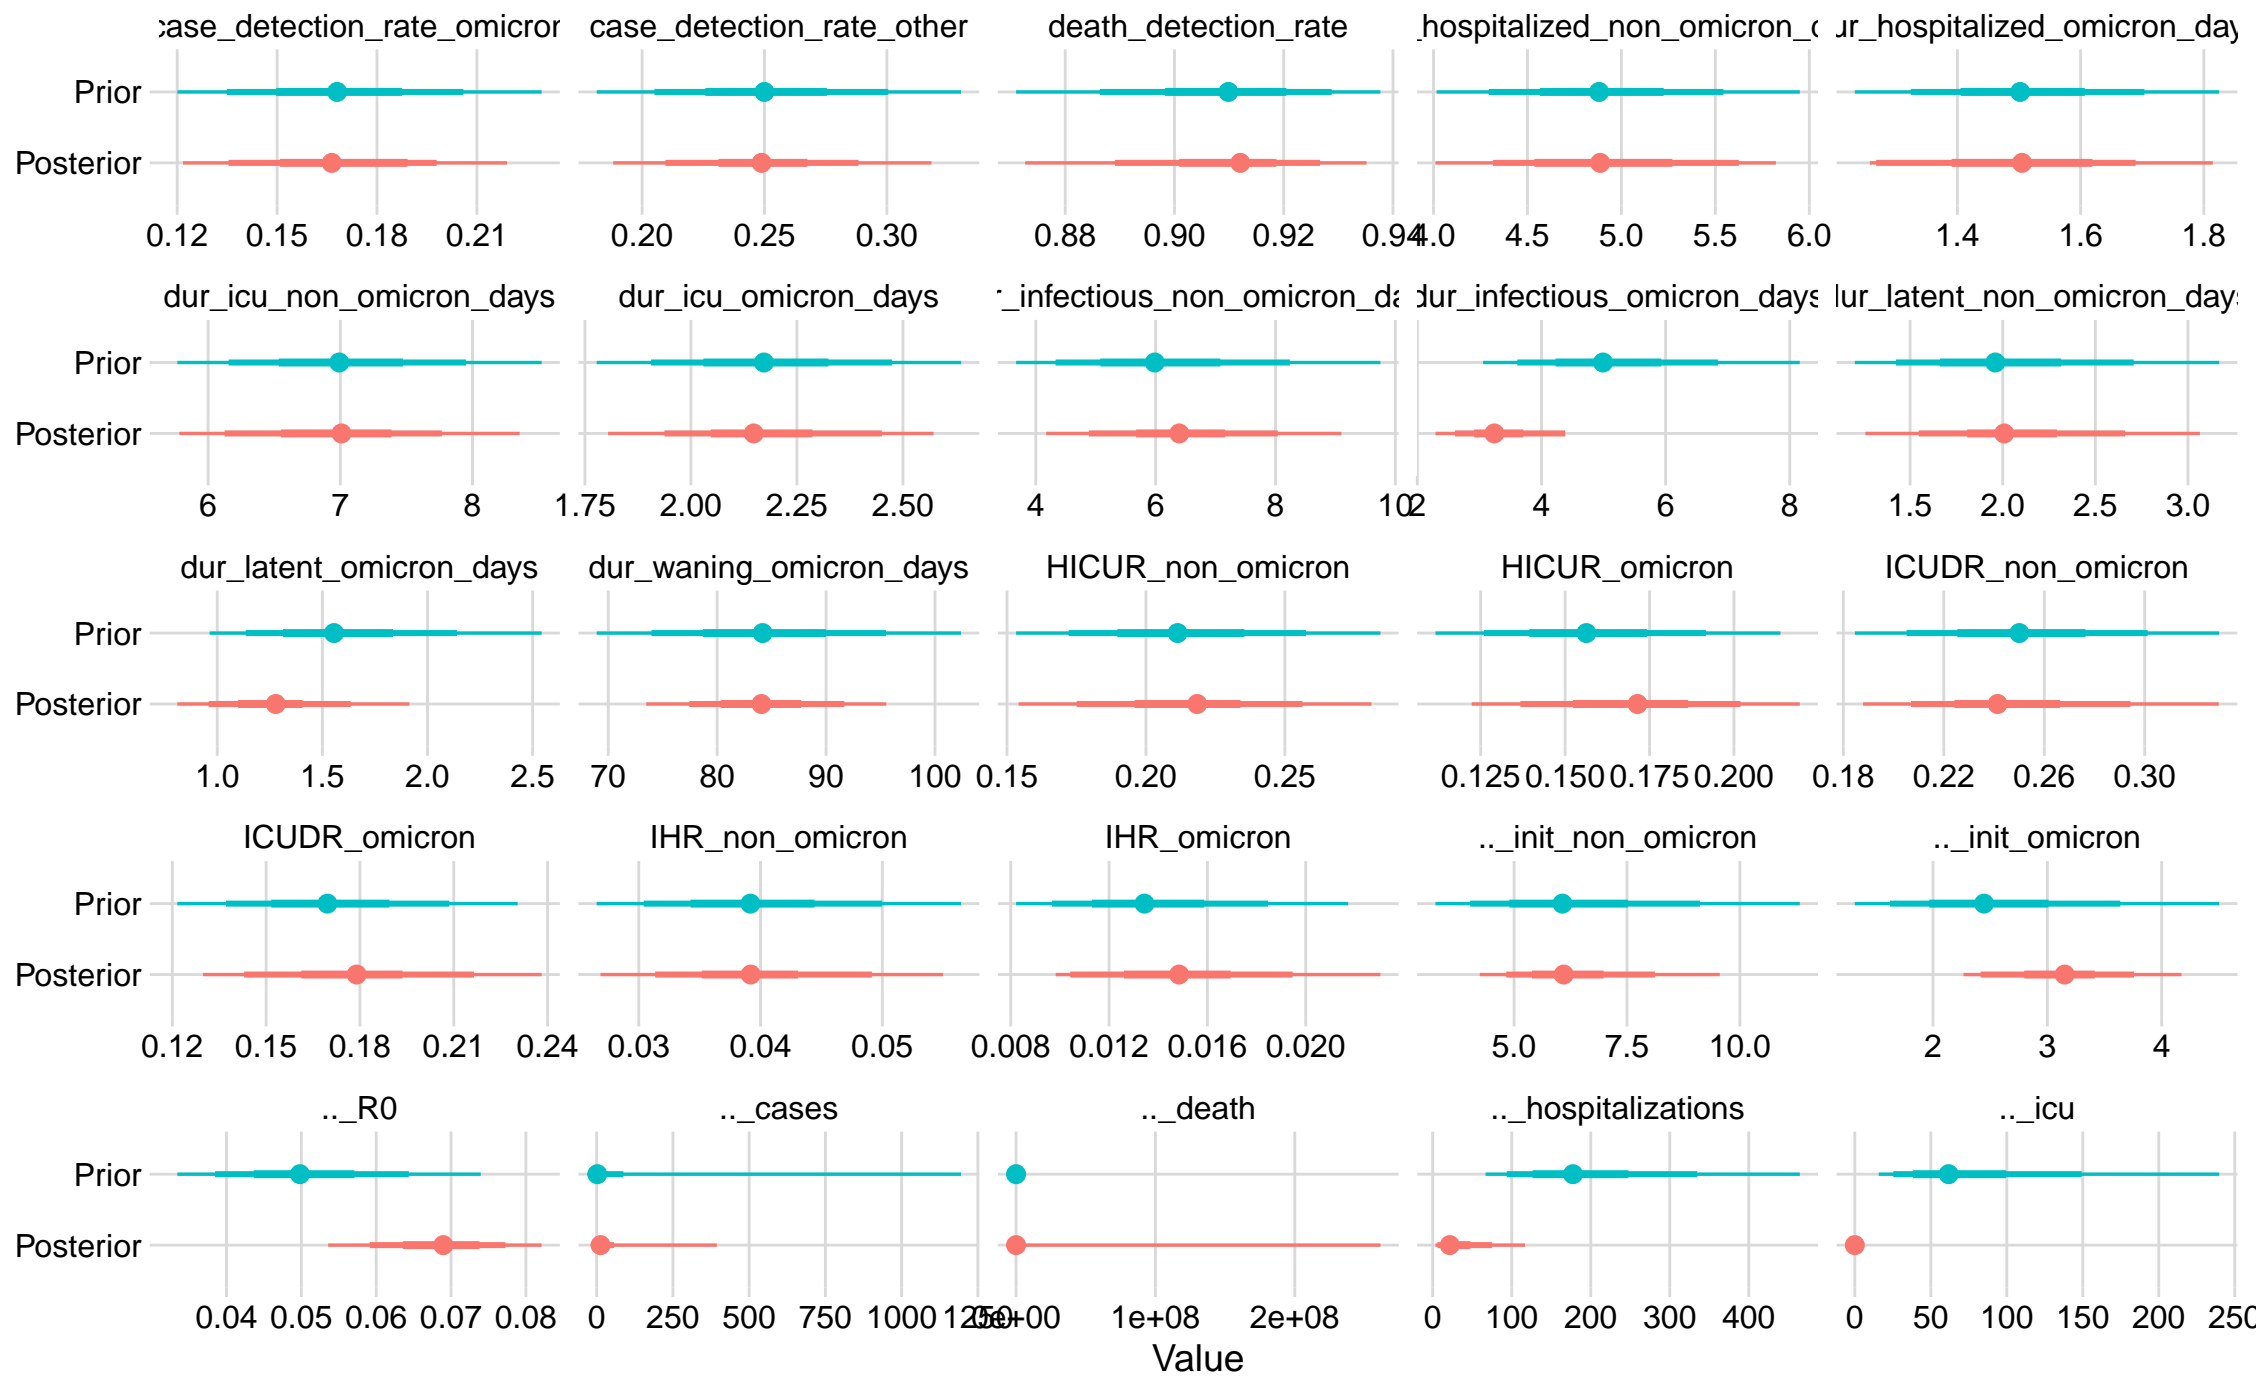 case_detection_rate_omicron case_detection_rate_other death_detection_rate _hospitalized_non_omicron_ ur_hospitalized_omicron_day
Prior
Posterior
0.12 0.15 0.18 0.21 0.20 0.25 0.30 0.88 0.90 0.92 0.94 4.0 4.5 5.0 5.5 6.0 1.4 1.6 1.8
dur_icu_non_omicron_days dur_icu_omicron_days r_infectious_non_omicron_da dur_infectious_omicron_days dur_latent_non_omicron_days
Prior
Posterior
6 7 8 1.75 2.00 2.25 2.50 4 6 8 10 2 4 6 8 1.5 2.0 2.5 3.0
dur_latent_omicron_days dur_waning_omicron_days HICUR_non_omicron HICUR_omicron ICUDR_non_omicron
Prior
Posterior
1.0 1.5 2.0 2.5 70 80 90 100 0.15 0.20 0.25 0.125 0.150 0.175 0.200 0.18 0.22 0.26 0.30
ICUDR_omicron IHR_non_omicron IHR_omicron .._init_non_omicron .._init_omicron
Prior
Posterior
0.12 0.15 0.18 0.21 0.24 0.03 0.04 0.05 0.008 0.012 0.016 0.020 5.0 7.5 10.0 2 3 4
.._R0 .._cases .._death .._hospitalizations .._icu
Prior
Posterior
0.04 0.05 0.06 0.07 0.08 0 250 500 750 1000 1250 0e+00 1e+08 2e+08 0 100 200 300 400 0 50 100 150 200 250
Value